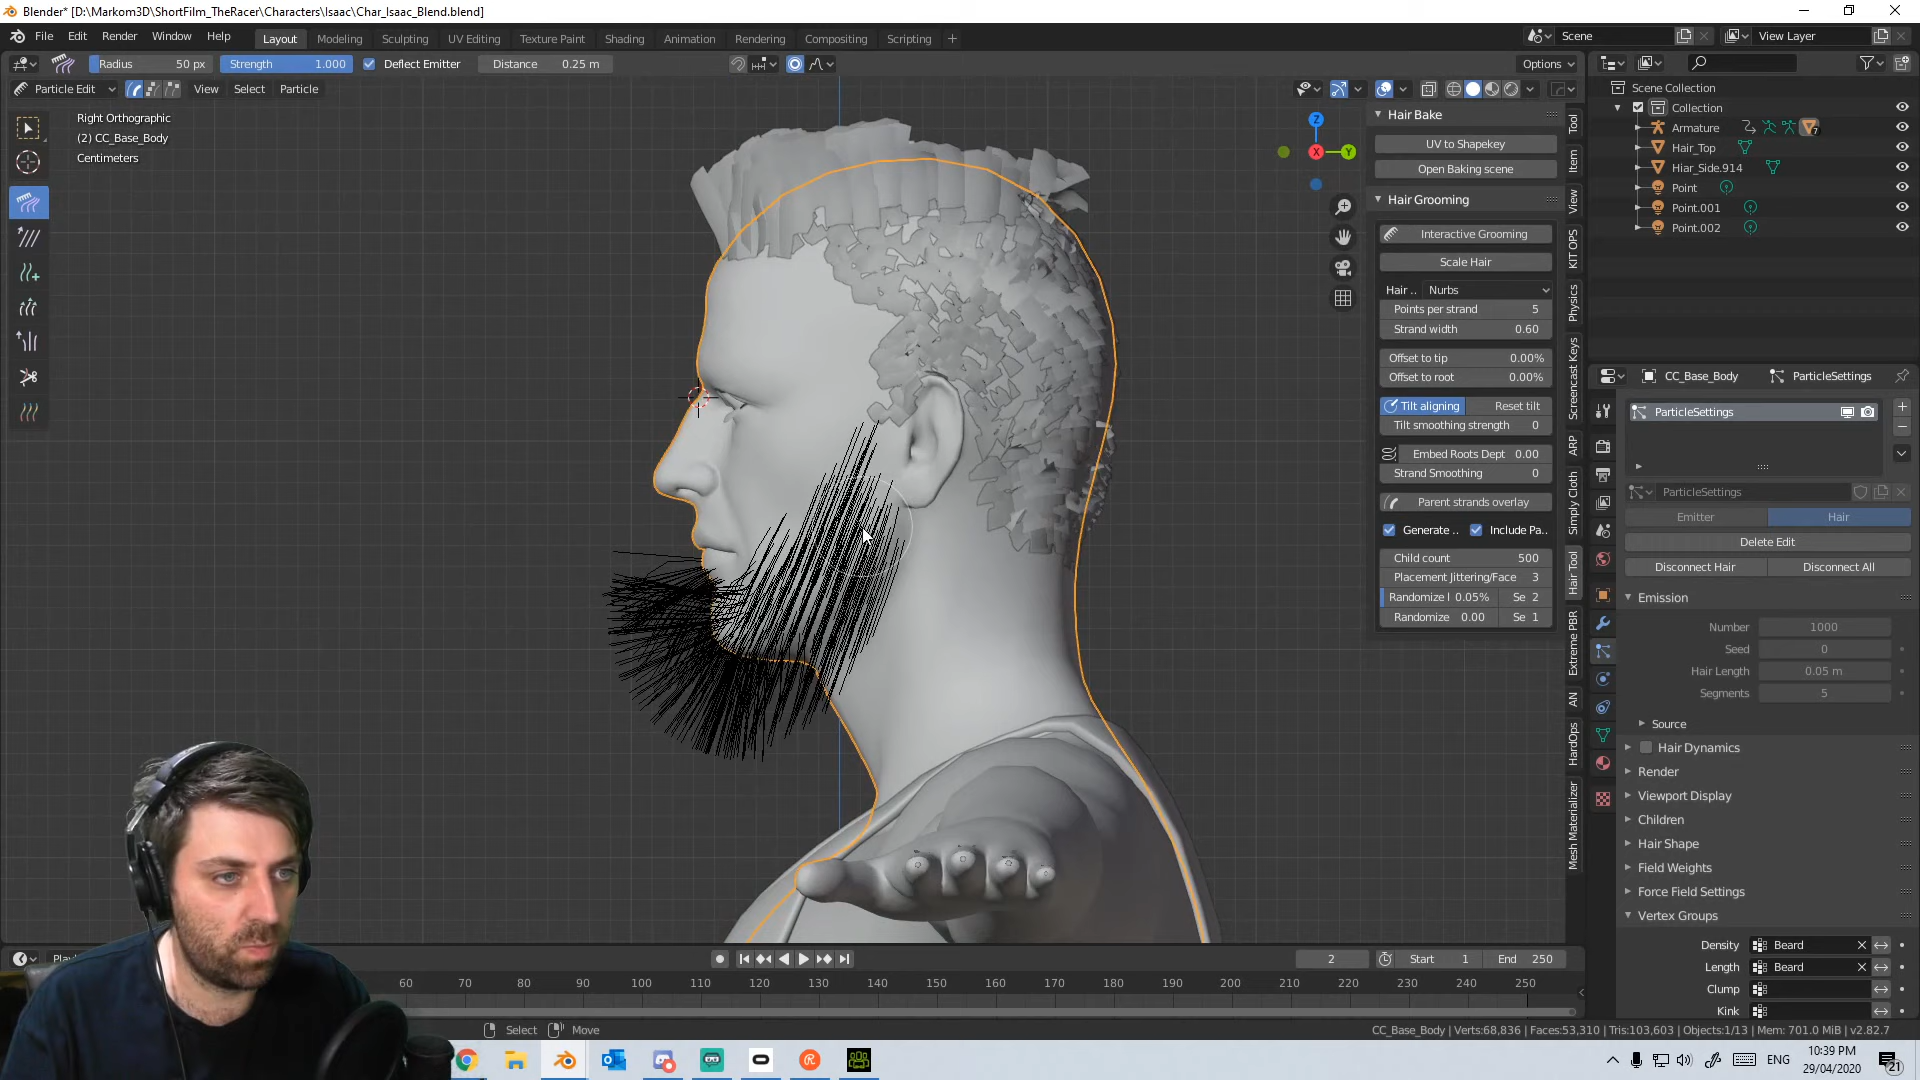 Blender* [D:\Markom3D\ShortFilm_TheRacer\Characters\Isaac\Char_Isaac_Blend.blend]
File Edit Render Window Help Layout Modeling Sculpting UV Editing Texture Paint Shading Animation Rendering Compositing Scripting + Scene View Layer
Radius 50 px Strength 1.000 Deflect Emitter Distance 0.25 m Options
Particle Edit View Select Particle
Right Orthographic
(2) CC_Base_Body
Centimeters
Z
X
Y
Hair Bake
UV to Shapekey
Open Baking scene
Hair Grooming
Interactive Grooming
Scale Hair
Hair .. Nurbs
Points per strand 5
Strand width 0.60
Offset to tip 0.00%
Offset to root 0.00%
Tilt aligning Reset tilt
Tilt smoothing strength 0
Embed Roots Dept 0.00
Strand Smoothing 0
Parent strands overlay
Generate .. Include Pa..
Child count 500
Placement Jittering/Face 3
Randomize l 0.05% Se 2
Randomize 0.00 Se 1
Tool
Item
View
KIT OPS
Physics
Screencast Keys
ARP
Simply Cloth
Hair Tool
Extreme PBR
AN
HardOps
Mesh Materializer
Scene Collection
Collection
Armature 7
Hair_Top
Hiar_Side.914
Point
Point.001
Point.002
CC_Base_Body ParticleSettings
ParticleSettings
ParticleSettings
Emitter Hair
Delete Edit
Disconnect Hair Disconnect All
Emission
Number 1000
Seed 0
Hair Length 0.05 m
Segments 5
Source
Hair Dynamics
Render
Viewport Display
Children
Hair Shape
Field Weights
Force Field Settings
Vertex Groups
Density Beard
Length Beard
Clump
Kink
2 Start 1 End 250
60 70 80 90 100 110 120 130 140 150 160 170 180 190 200 210 220 230 240 250
Select Move CC_Base_Body | Verts:68,836 | Faces:53,310 | Tris:103,603 | Objects:1/13 | Mem: 701.0 MiB | v2.82.7
ENG
10:39 PM
29/04/2020
21